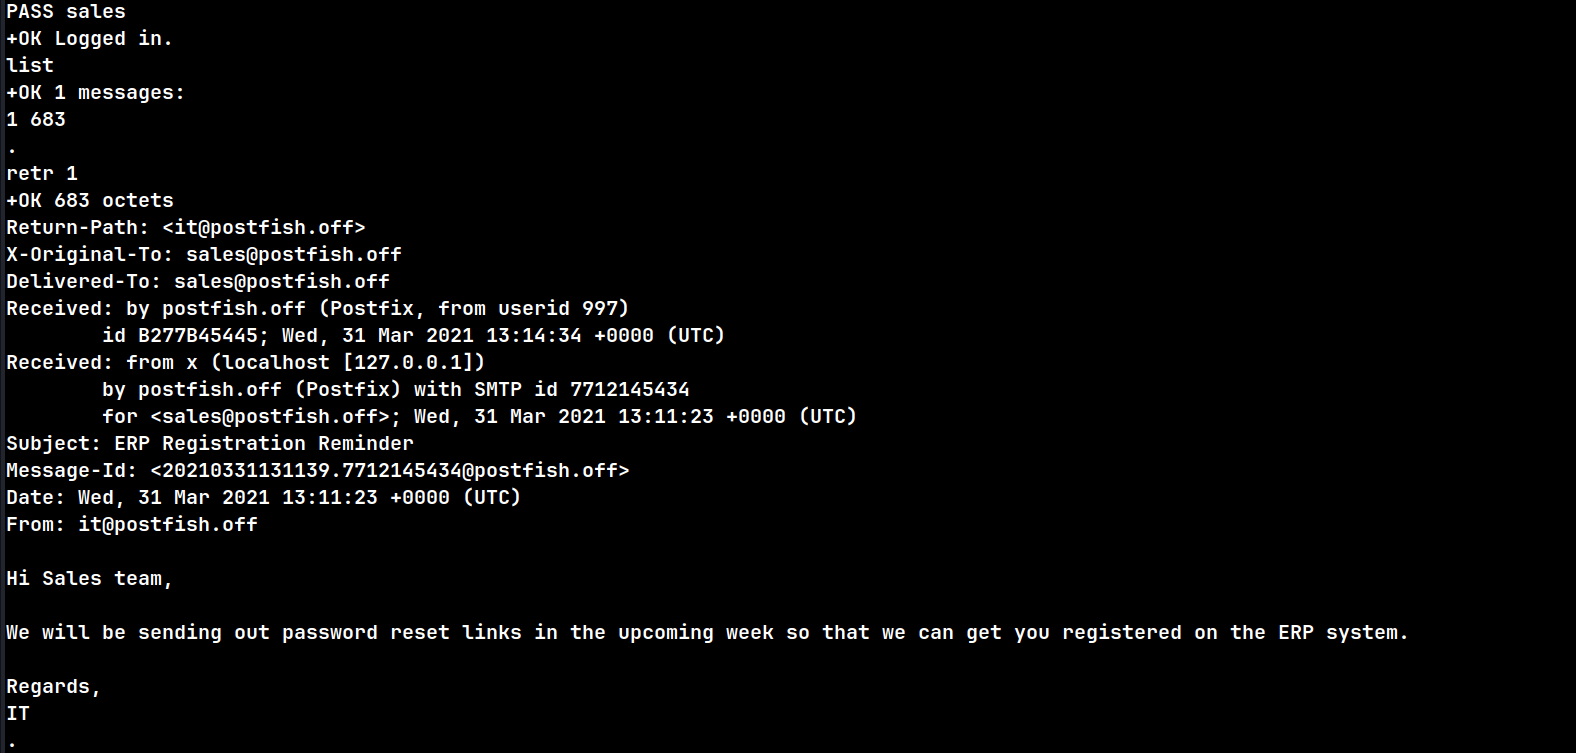 PASS sales
+OK Logged in.
list
+OK 1 messages:
1 683
.
retr 1
+OK 683 octets
Return-Path: <it@postfish.off>
X-Original-To: sales@postfish.off
Delivered-To: sales@postfish.off
Received: by postfish.off (Postfix, from userid 997)
        id B277B45445; Wed, 31 Mar 2021 13:14:34 +0000 (UTC)
Received: from x (localhost [127.0.0.1])
        by postfish.off (Postfix) with SMTP id 7712145434
        for <sales@postfish.off>; Wed, 31 Mar 2021 13:11:23 +0000 (UTC)
Subject: ERP Registration Reminder
Message-Id: <20210331131139.7712145434@postfish.off>
Date: Wed, 31 Mar 2021 13:11:23 +0000 (UTC)
From: it@postfish.off

Hi Sales team,

We will be sending out password reset links in the upcoming week so that we can get you registered on the ERP system.

Regards,
IT
.